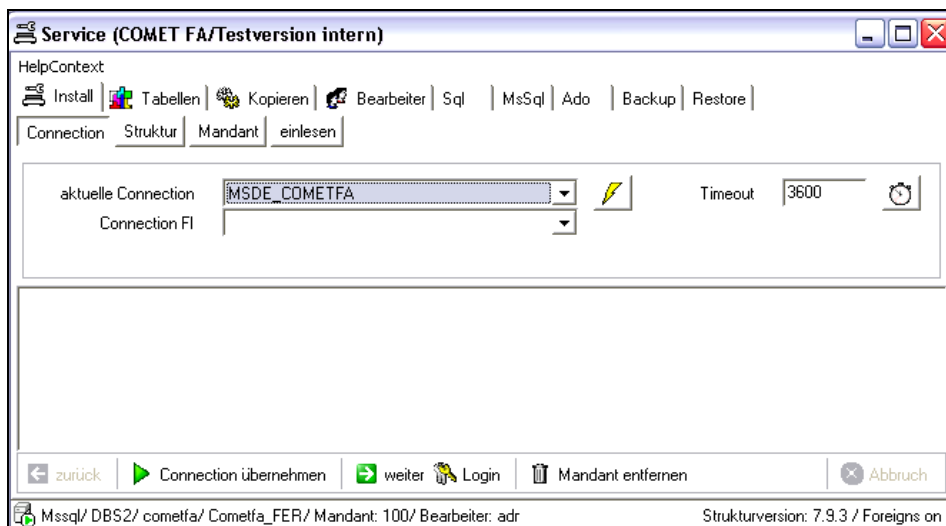 Service (COMET FA/Testversion intern)
HelpContext
Install Tabellen Kopieren Bearbeiter Sql MsSql Ado Backup Restore
Connection Struktur Mandant einlesen
aktuelle Connection MSDE_COMETFA Timeout 3600
Connection FI
zurück Connection übernehmen weiter Login Mandant entfernen Abbruch
Mssql/ DBS2/ cometfa/ Cometfa_FER/ Mandant: 100/ Bearbeiter: adr Strukturversion: 7.9.3 / Foreigns on